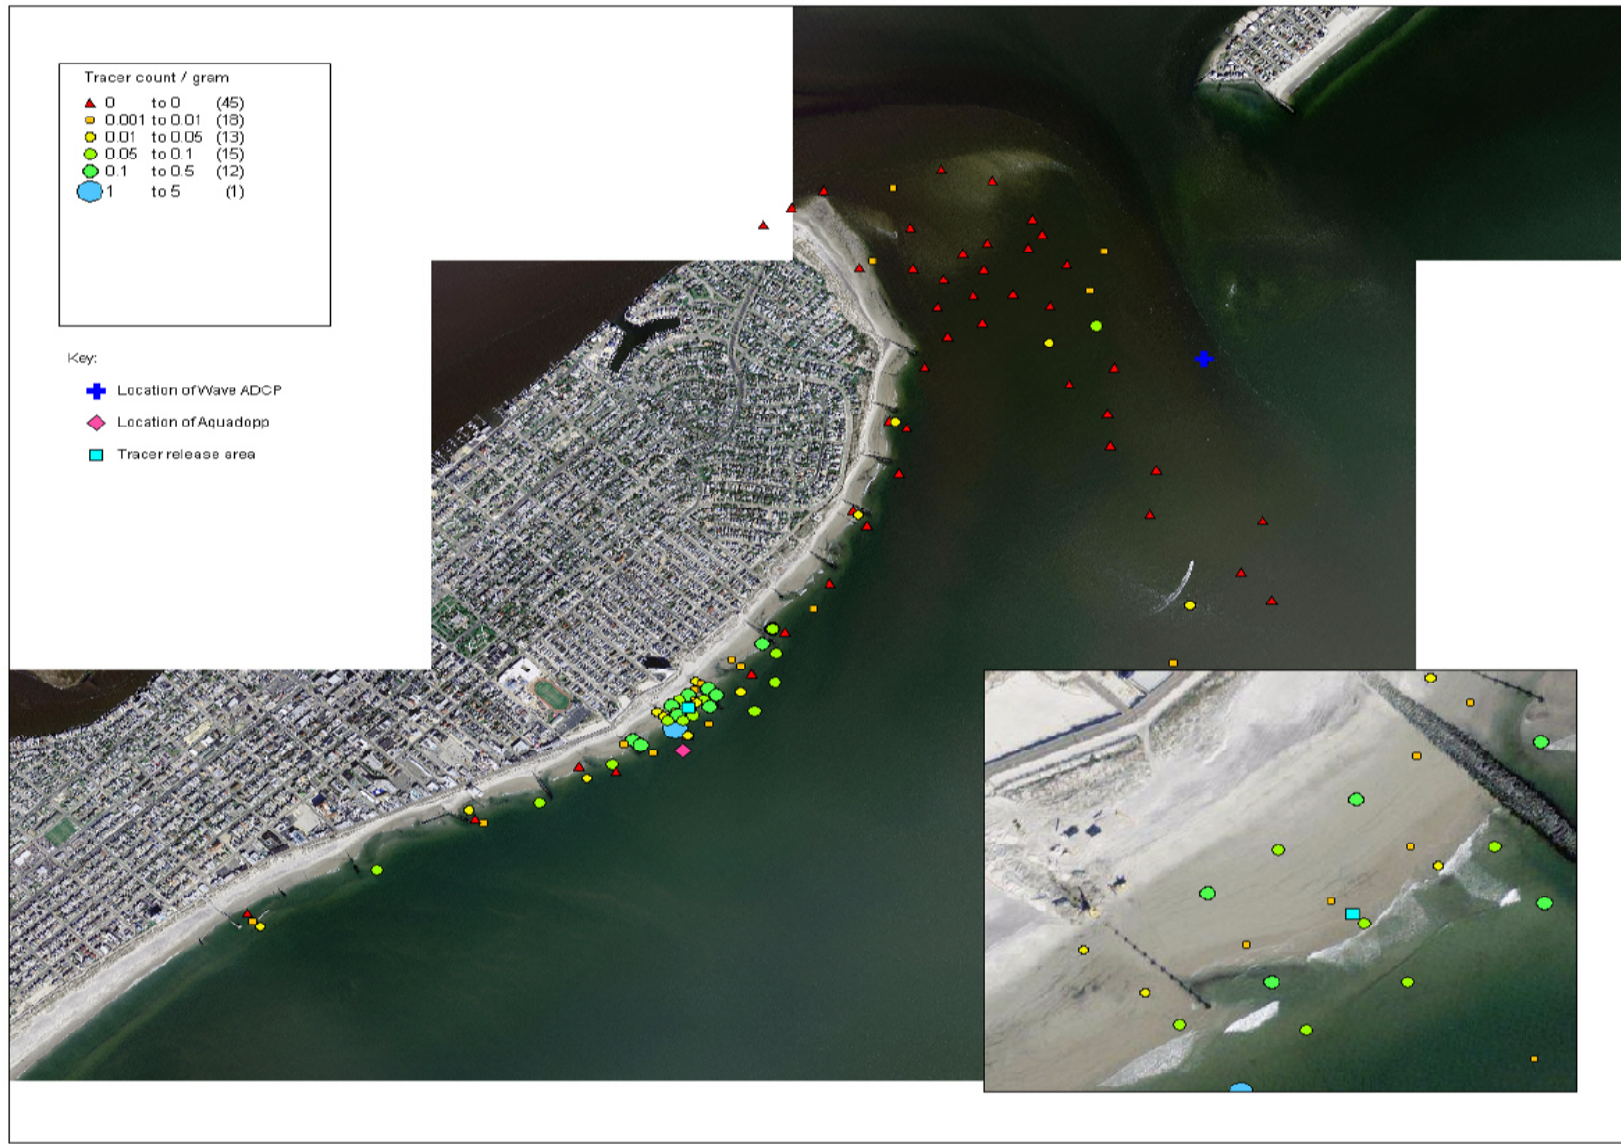 Tracer count / gram
0 to 0 (45)
0.001 to 0.01 (18)
0.01 to 0.05 (13)
0.05 to 0.1 (15)
0.1 to 0.5 (12)
1 to 5 (1)
Key:
Location of Wave ADCP
Location of Aquadopp
Tracer release area